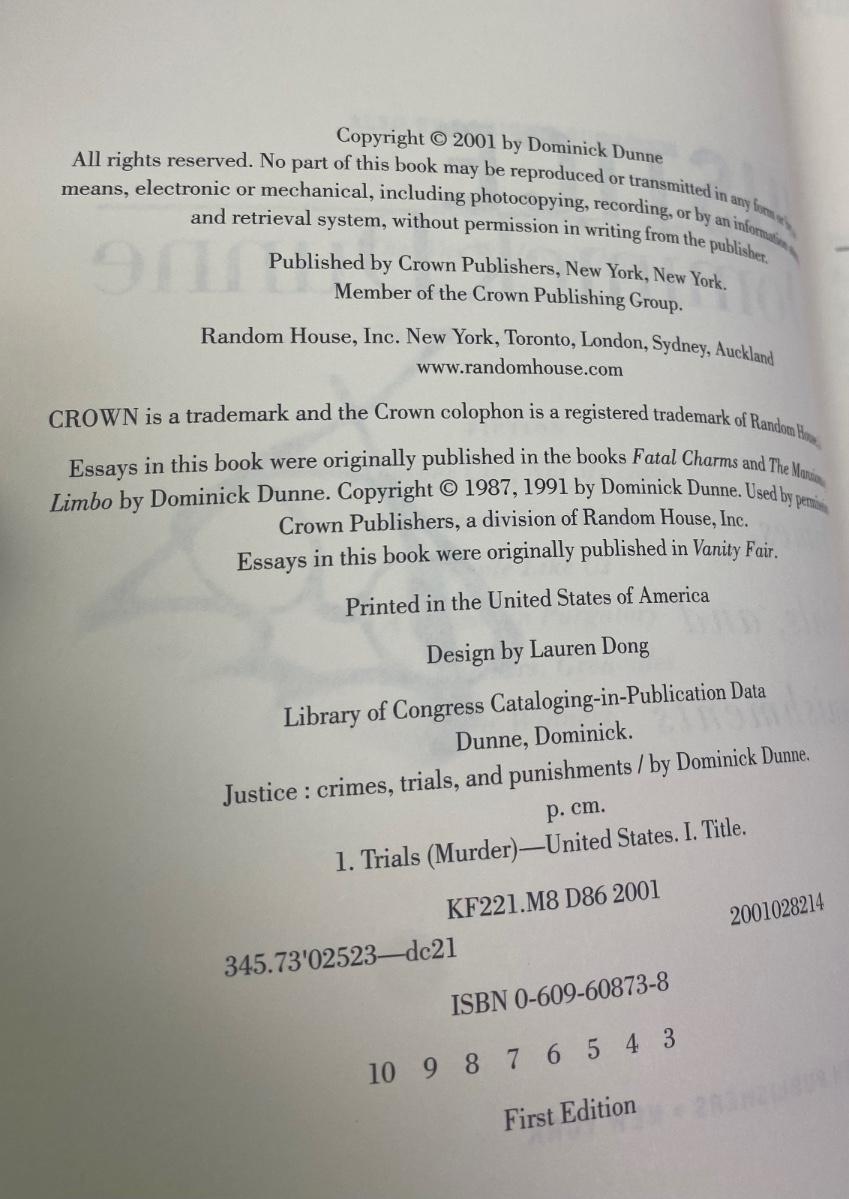 Copyright © 2001 by Dominick Dunne
All rights reserved. No part of this book may be reproduced or transmitted in any form or by
means, electronic or mechanical, including photocopying, recording, or by an information
and retrieval system, without permission in writing from the publisher.
Published by Crown Publishers, New York, New York.
Member of the Crown Publishing Group.
Random House, Inc. New York, Toronto, London, Sydney, Auckland
www.randomhouse.com
CROWN is a trademark and the Crown colophon is a registered trademark of Random House,
Essays in this book were originally published in the books Fatal Charms and The Mansions
Limbo by Dominick Dunne. Copyright © 1987, 1991 by Dominick Dunne. Used by
Crown Publishers, a division of Random House, Inc.
Essays in this book were originally published in Vanity Fair.
Printed in the United States of America
Design by Lauren Dong
Library of Congress Cataloging-in-Publication Data
Dunne, Dominick.
Justice : crimes, trials, and punishments / by Dominick Dunne.
p. cm.
1. Trials (Murder)—United States. I. Title.
KF221.M8 D86 2001
345.73'02523—dc21 2001028214
ISBN 0-609-60873-8
10 9 8 7 6 5 4 3
First Edition